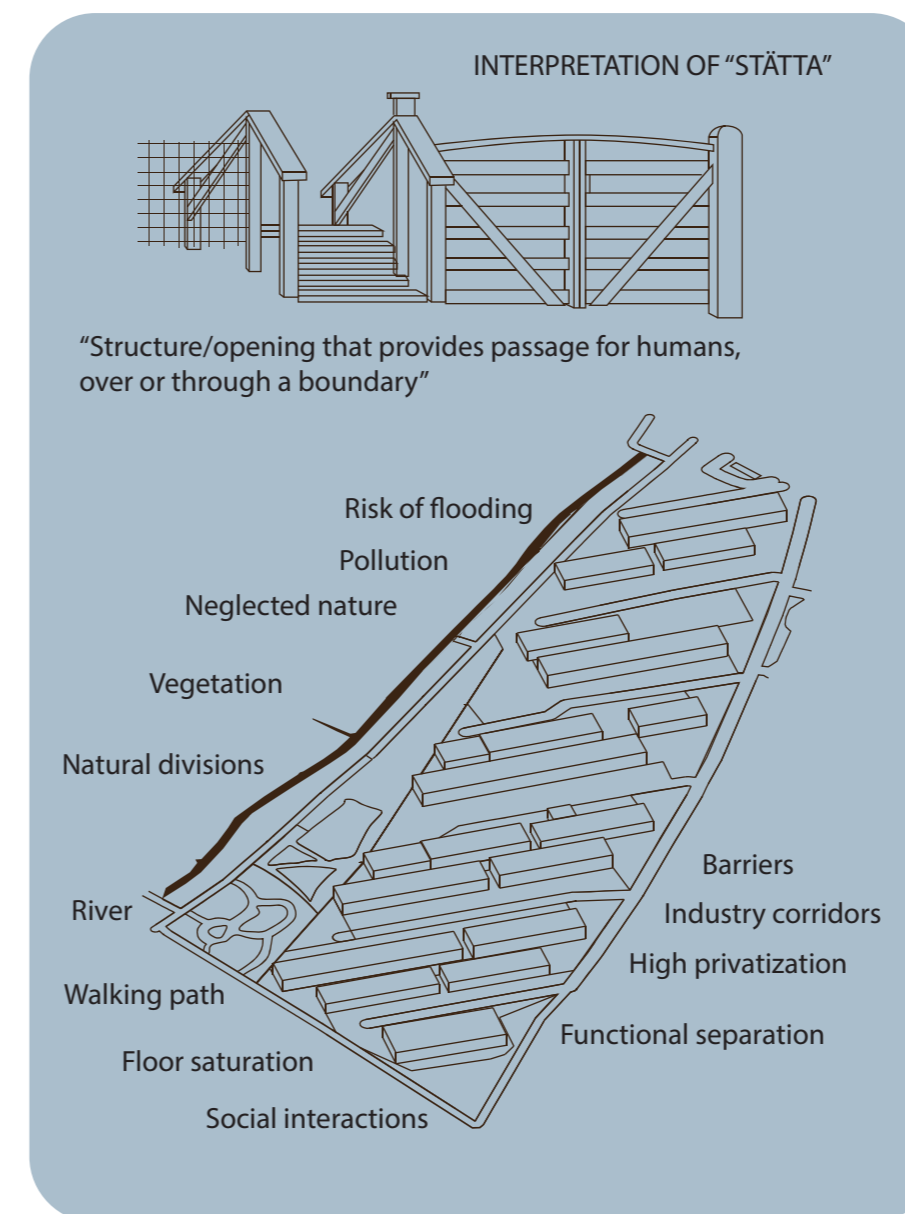 INTERPRETATION OF “STÄTTA”
“Structure/opening that provides passage for humans,
over or through a boundary”
Risk of flooding
Pollution
Neglected nature
Vegetation
Natural divisions
River
Walking path
Floor saturation
Social interactions
Barriers
Industry corridors
High privatization
Functional separation